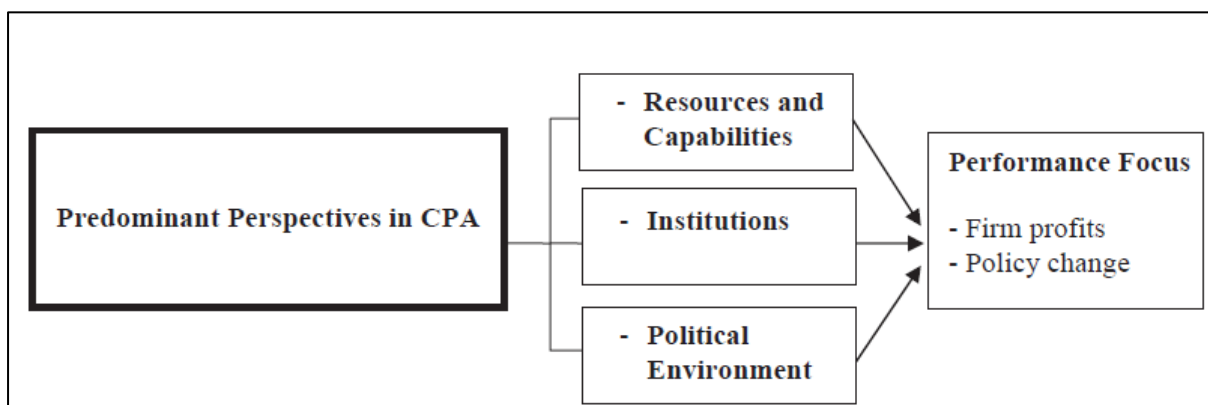 Predominant Perspectives in CPA
- Resources and
Capabilities
- Institutions
- Political
Environment
Performance Focus
- Firm profits
- Policy change